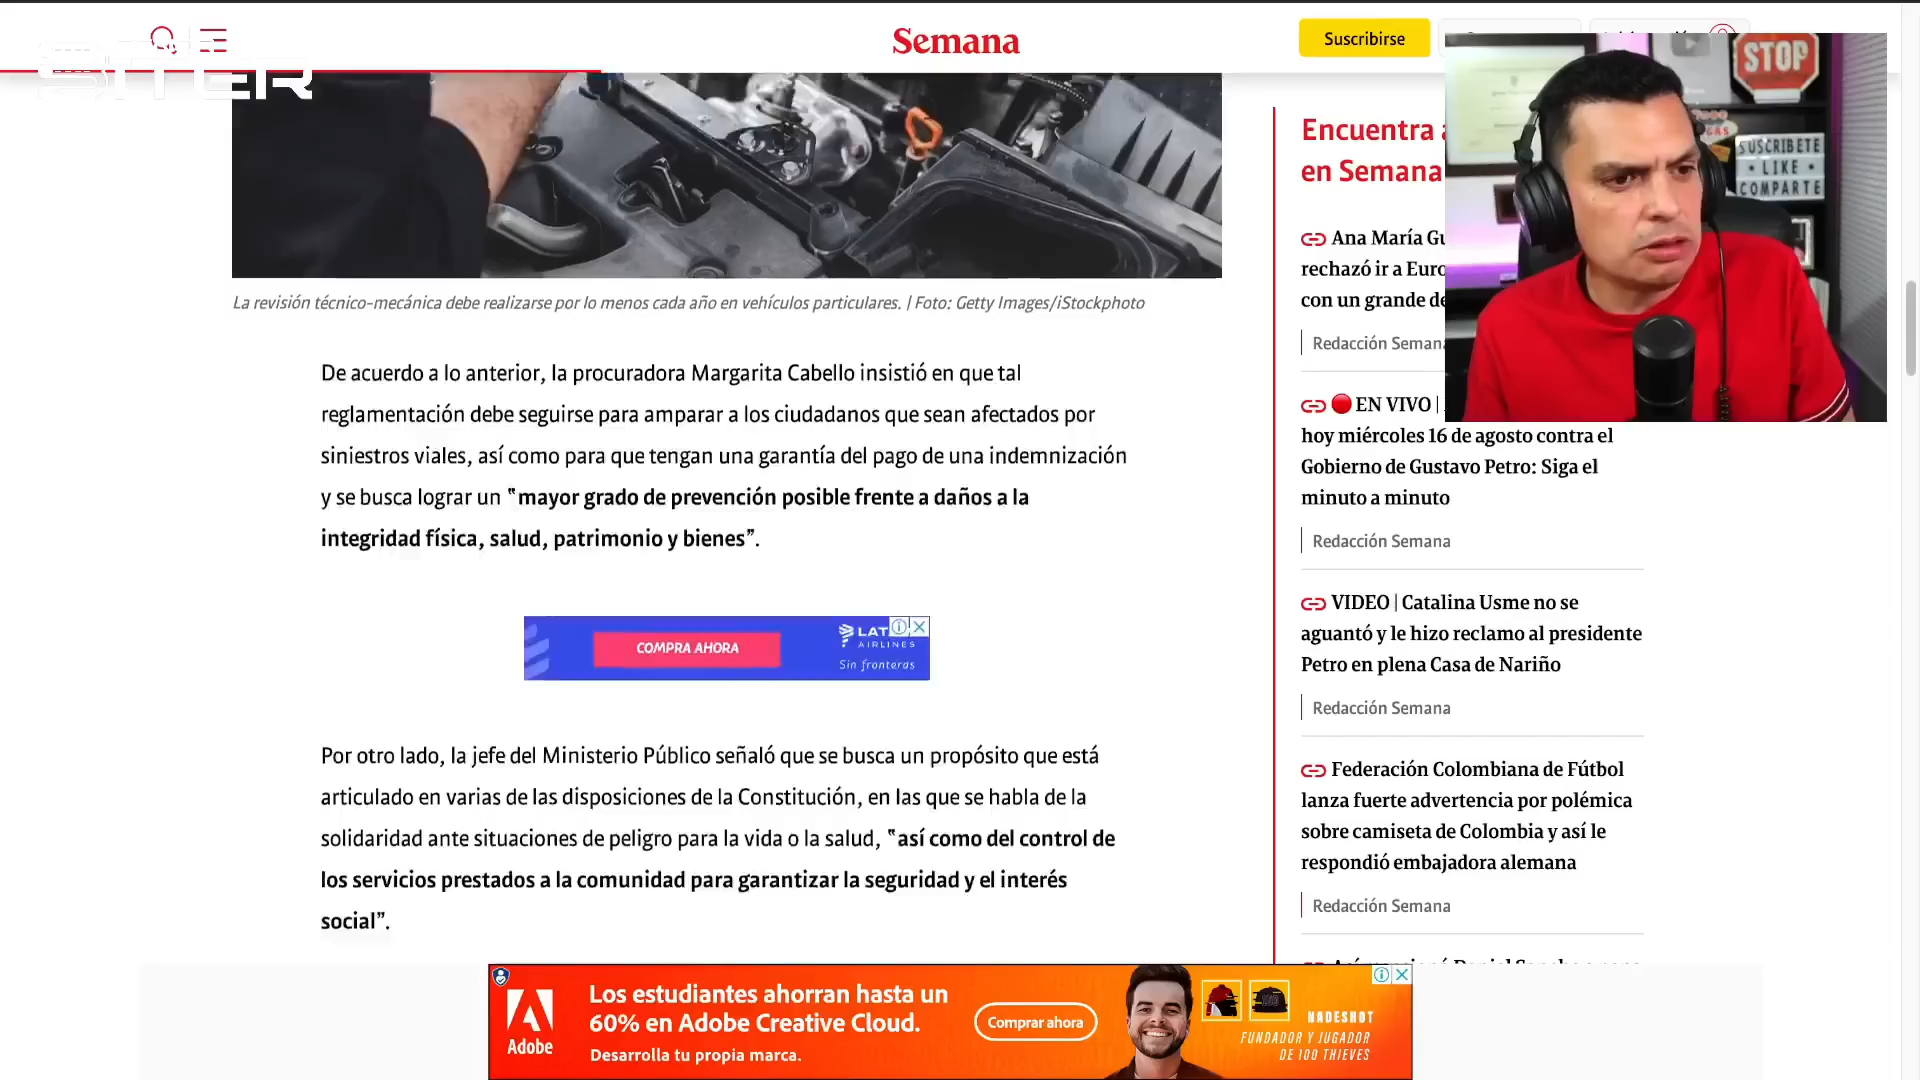 SITER
Semana
Suscribirse
STOP
SUSCRIBETE
• LIKE •
COMPARTE
La revisión técnico-mecánica debe realizarse por lo menos cada año en vehículos particulares. | Foto: Getty Images/iStockphoto
De acuerdo a lo anterior, la procuradora Margarita Cabello insistió en que tal
reglamentación debe seguirse para amparar a los ciudadanos que sean afectados por
siniestros viales, así como para que tengan una garantía del pago de una indemnización
y se busca lograr un “mayor grado de prevención posible frente a daños a la
integridad física, salud, patrimonio y bienes”.
COMPRA AHORA
AIRLINES
Sin fronteras
Por otro lado, la jefe del Ministerio Público señaló que se busca un propósito que está
articulado en varias de las disposiciones de la Constitución, en las que se habla de la
solidaridad ante situaciones de peligro para la vida o la salud, “así como del control de
los servicios prestados a la comunidad para garantizar la seguridad y el interés
social”.
Encuentra
en Semana
Ana María
rechazó ir a
con un grande
Redacción Semana
EN VIVO |
hoy miércoles 16 de agosto contra el
Gobierno de Gustavo Petro: Siga el
minuto a minuto
Redacción Semana
VIDEO | Catalina Usme no se
aguantó y le hizo reclamo al presidente
Petro en plena Casa de Nariño
Redacción Semana
Federación Colombiana de Fútbol
lanza fuerte advertencia por polémica
sobre camiseta de Colombia y así le
respondió embajadora alemana
Redacción Semana
Adobe
Los estudiantes ahorran hasta un
60% en Adobe Creative Cloud.
Desarrolla tu propia marca.
Comprar ahora
NADESHOT
FUNDADOR Y JUGADOR
DE 100 THIEVES